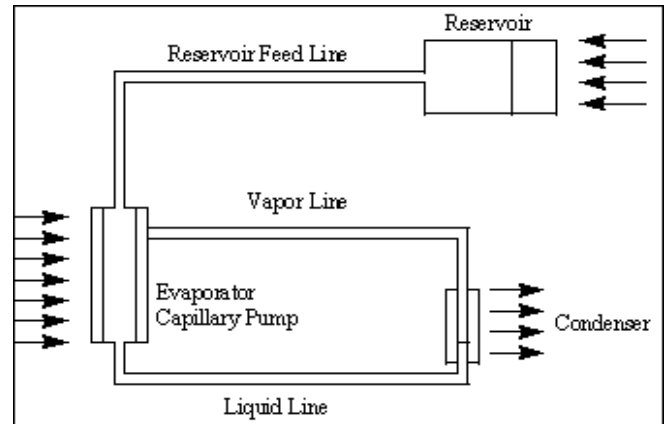 Reservoir
Reservoir Feed Line
Vapor Line
Evaporator
Capillary Pump
Condenser
Liquid Line